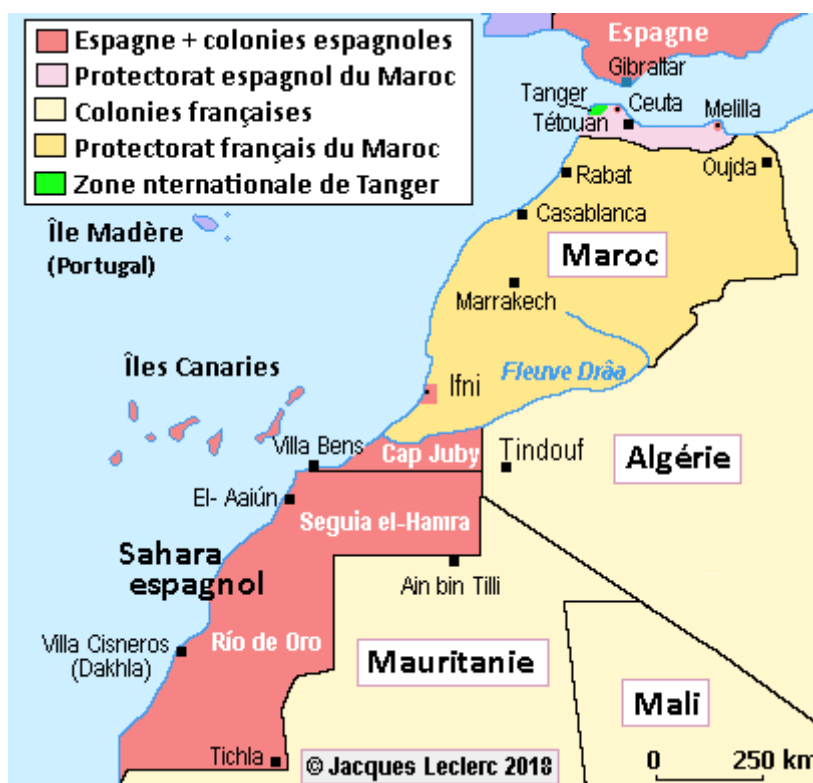 Espagne + colonies espagnoles
Protectorat espagnol du Maroc
Colonies françaises
Protectorat français du Maroc
Zone nternationale de Tanger
Espagne
Gibraltar
Tanger
Ceuta
Melilla
Tétouan
Rabat
Oujda
Casablanca
Île Madère
(Portugal)
Maroc
Marrakech
Îles Canaries
Ifni
Fleuve Drâa
Villa Bens
Cap Juby
Tindouf
Algérie
El- Aaiún
Seguia el-Hamra
Sahara
espagnol
Ain bin Tilli
Villa Cisneros
(Dakhla)
Río de Oro
Mauritanie
Mali
Tichla
© Jacques Leclerc 2018
0 250 km